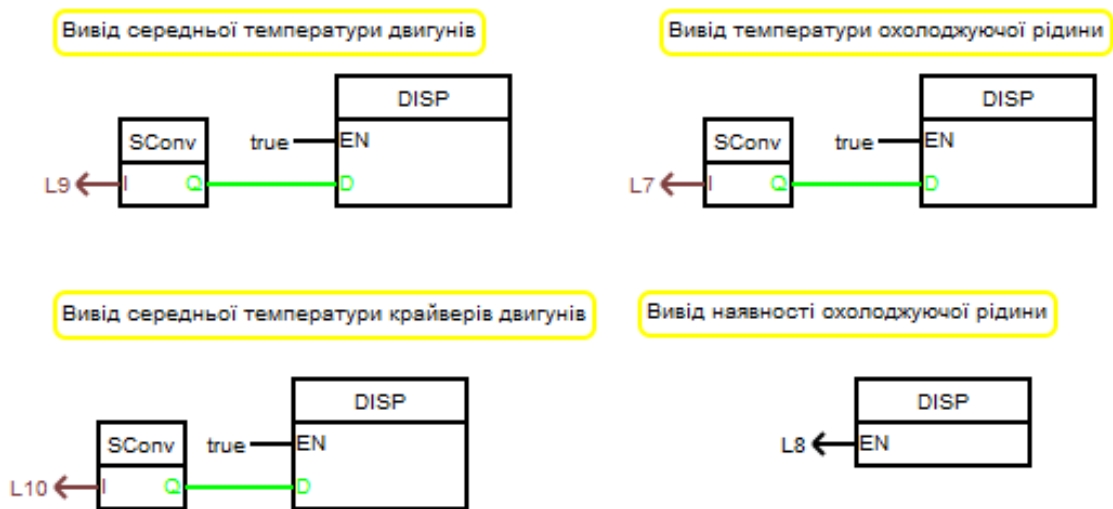 Вивід середньої температури двигунів
DISP
SConv
true
EN
L9
I
Q
D
Вивід температури охолоджуючої рідини
DISP
SConv
true
EN
L7
I
Q
D
Вивід середньої температури крайверів двигунів
DISP
SConv
true
EN
L10
I
Q
D
Вивід наявності охолоджуючої рідини
DISP
L8
EN